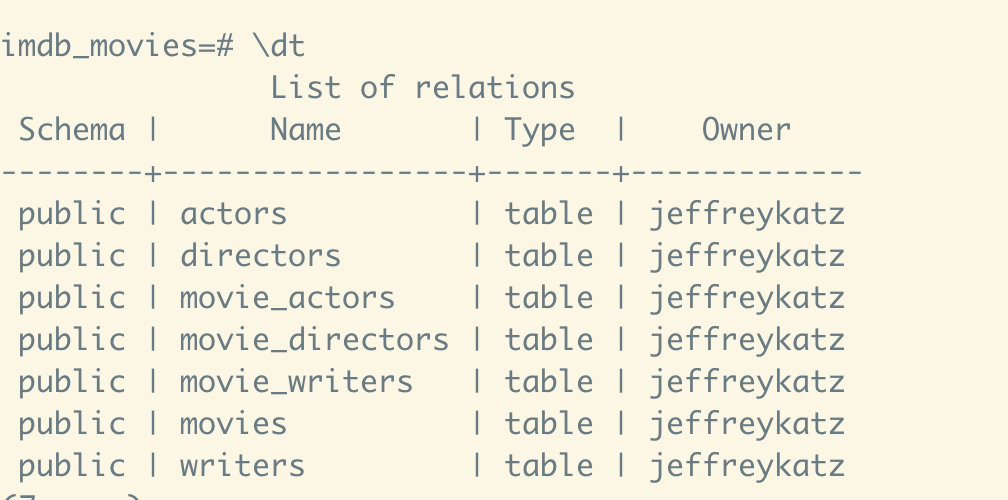 imdb_movies=# \dt
List of relations
Schema | Name | Type | Owner
--------+-----------------+-------+-------------
public | actors | table | jeffreykatz
public | directors | table | jeffreykatz
public | movie_actors | table | jeffreykatz
public | movie_directors | table | jeffreykatz
public | movie_writers | table | jeffreykatz
public | movies | table | jeffreykatz
public | writers | table | jeffreykatz